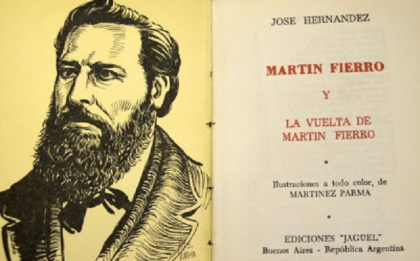 JOSE HERNANDEZ
MARTIN FIERRO
Y
LA VUELTA DE
MARTIN FIERRO
Ilustraciones a todo color, de
MARTINEZ PARMA
EDICIONES "JAGUEL"
Buenos Aires - República Argentina